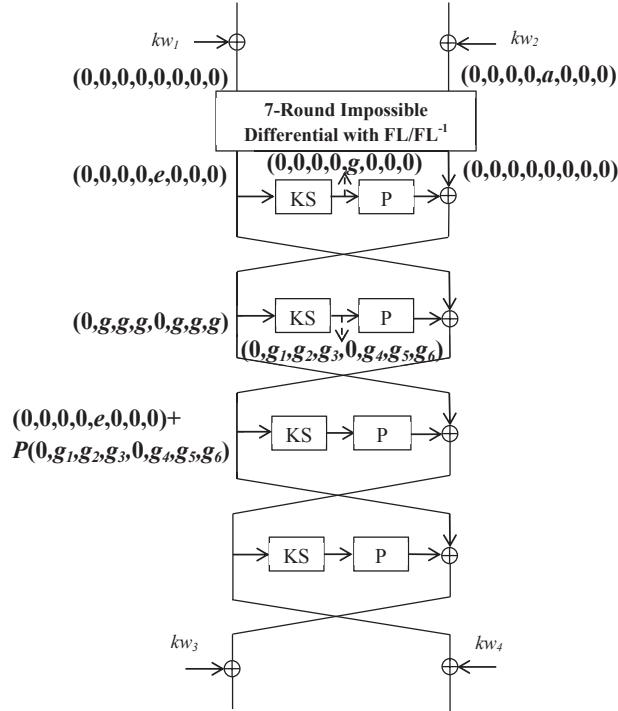 kw₁
kw₂
(0,0,0,0,0,0,0,0)
(0,0,0,0,a,0,0,0)
7-Round Impossible
Differential with FL/FL⁻¹
(0,0,0,0,g,0,0,0)
(0,0,0,0,e,0,0,0)
(0,0,0,0,0,0,0,0)
KS
P
(0,g,g,g,0,g,g,g)
KS
P
(0,g₁,g₂,g₃,0,g₄,g₅,g₆)
(0,0,0,0,e,0,0,0)+
P(0,g₁,g₂,g₃,0,g₄,g₅,g₆)
KS
P
KS
P
kw₃
kw₄